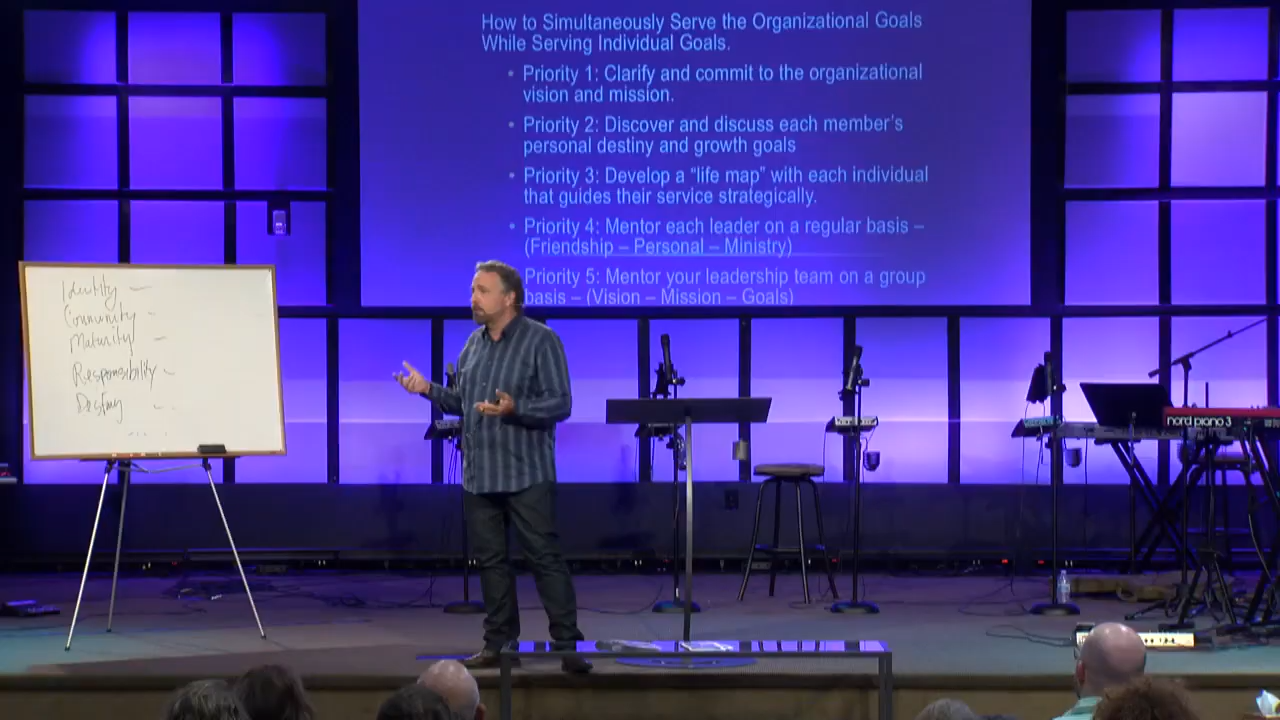 How to Simultaneously Serve the Organizational Goals
While Serving Individual Goals.
• Priority 1: Clarify and commit to the organizational
vision and mission.
• Priority 2: Discover and discuss each member's
personal destiny and growth goals
• Priority 3: Develop a "life map" with each individual
that guides their service strategically.
• Priority 4: Mentor each leader on a regular basis –
(Friendship – Personal – Ministry)
Priority 5: Mentor your leadership team on a group
basis – (Vision – Mission – Goals)
Identity –
Community -
Maturity –
Responsibility -
Destiny - -
nord piano 3